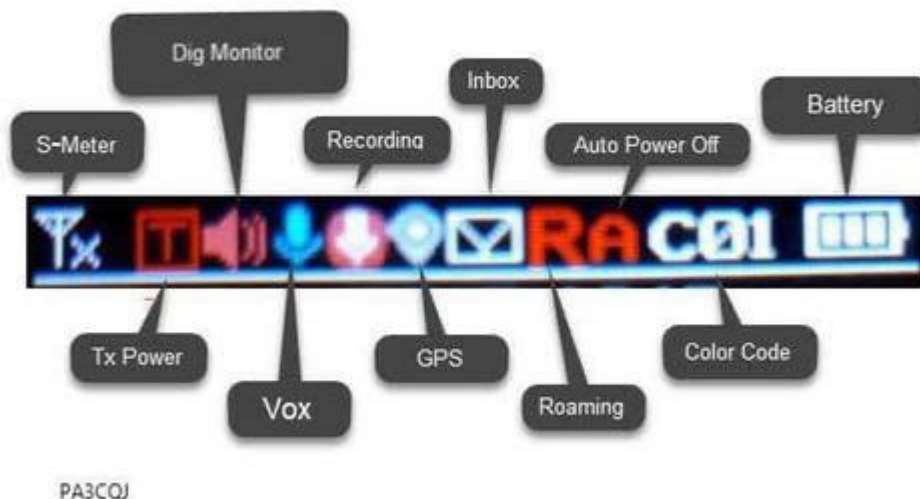 Dig Monitor
Inbox
Battery
S-Meter
Recording
Auto Power Off
T RA C01
Tx Power
GPS
Color Code
Vox
Roaming
PA3CQJ